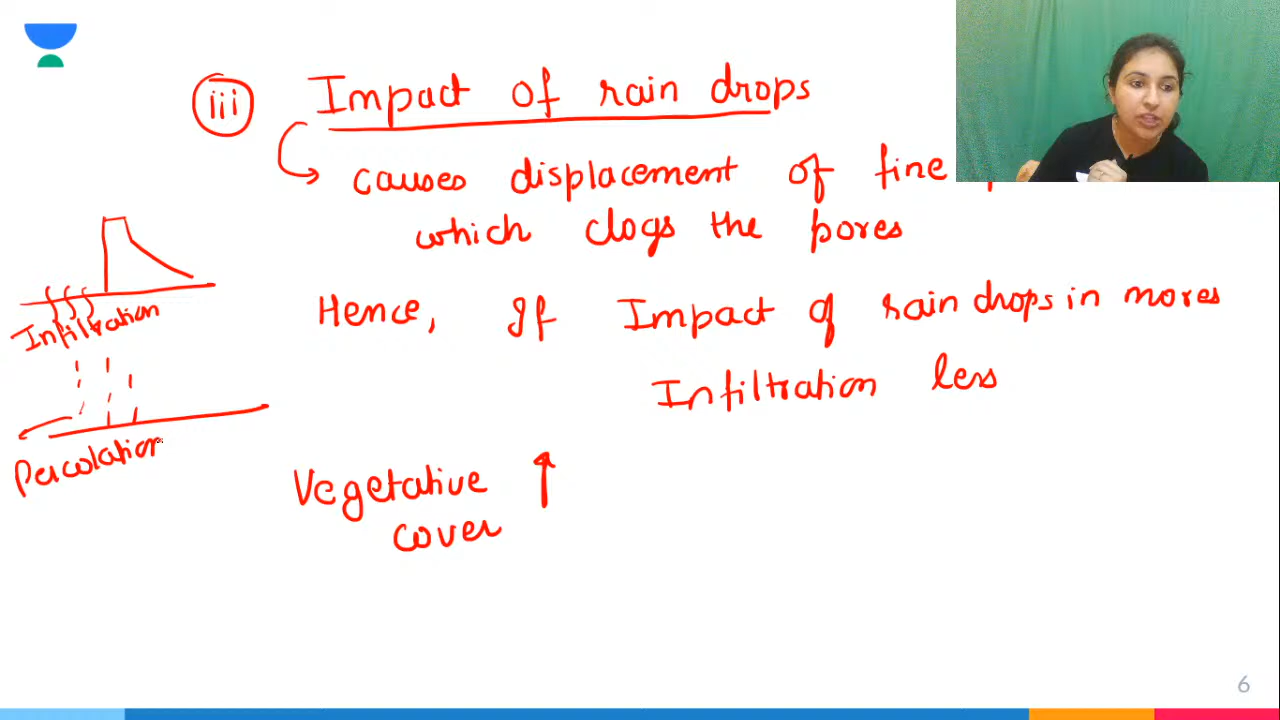 iii Impact of rain drops
causes displacement of fine
which clogs the pores
Hence, If Impact of rain drops in mores
Infiltration less
Infiltration
Percolation
Vegetative ↑
cover
6